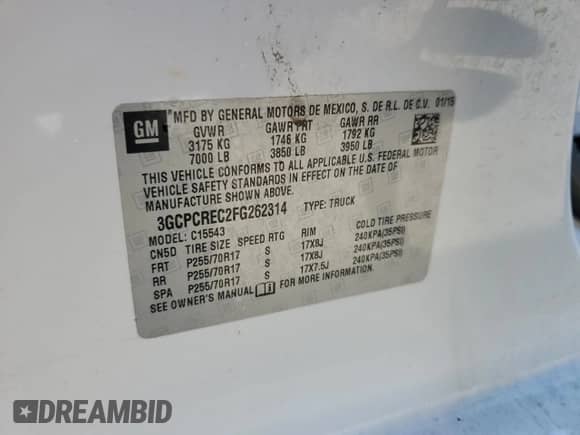 GM
MFD BY GENERAL MOTORS DE MEXICO, S. DE R.L. DE C.V. 01/15
GVWR GAWR FRT GAWR RR
3175 KG 1746 KG 1792 KG
7000 LB 3850 LB 3950 LB
THIS VEHICLE CONFORMS TO ALL APPLICABLE U.S. FEDERAL MOTOR
VEHICLE SAFETY STANDARDS IN EFFECT ON THE DATE OF
MANUFACTURE SHOWN ABOVE.
3GCPCREC2FG262314 TYPE: TRUCK
MODEL: C15543
CN5D TIRE SIZE SPEED RTG RIM COLD TIRE PRESSURE
FRT P255/70R17 S 17X8J 240KPA(35PSI)
RR P255/70R17 S 17X8J 240KPA(35PSI)
SPA P255/70R17 S 17X7.5J 240KPA(35PSI)
SEE OWNER'S MANUAL FOR MORE INFORMATION.
DREAMBID